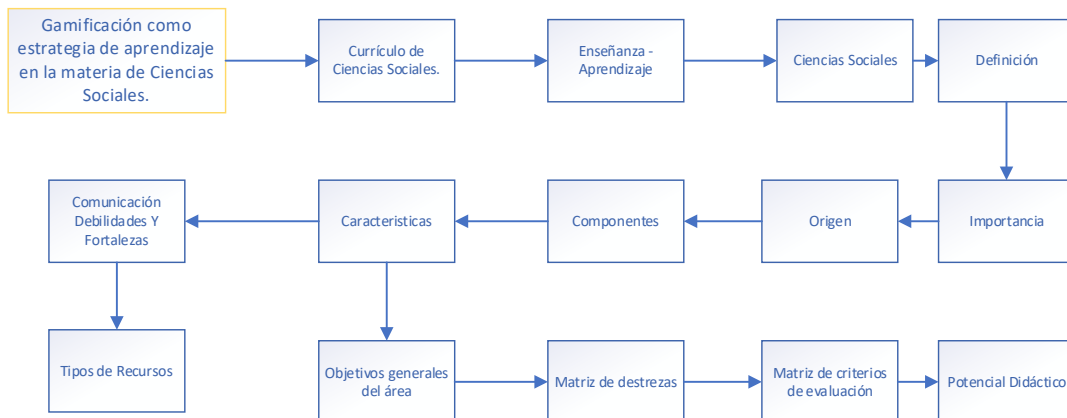 Gamificación como
estrategia de aprendizaje
en la materia de Ciencias
Sociales.
Currículo de
Ciencias Sociales.
Enseñanza -
Aprendizaje
Ciencias Sociales
Definición
Comunicación
Debilidades Y
Fortalezas
Caracteristicas
Componentes
Origen
Importancia
Tipos de Recursos
Objetivos generales
del área
Matriz de destrezas
Matriz de criterios
de evaluación
Potencial Didáctico